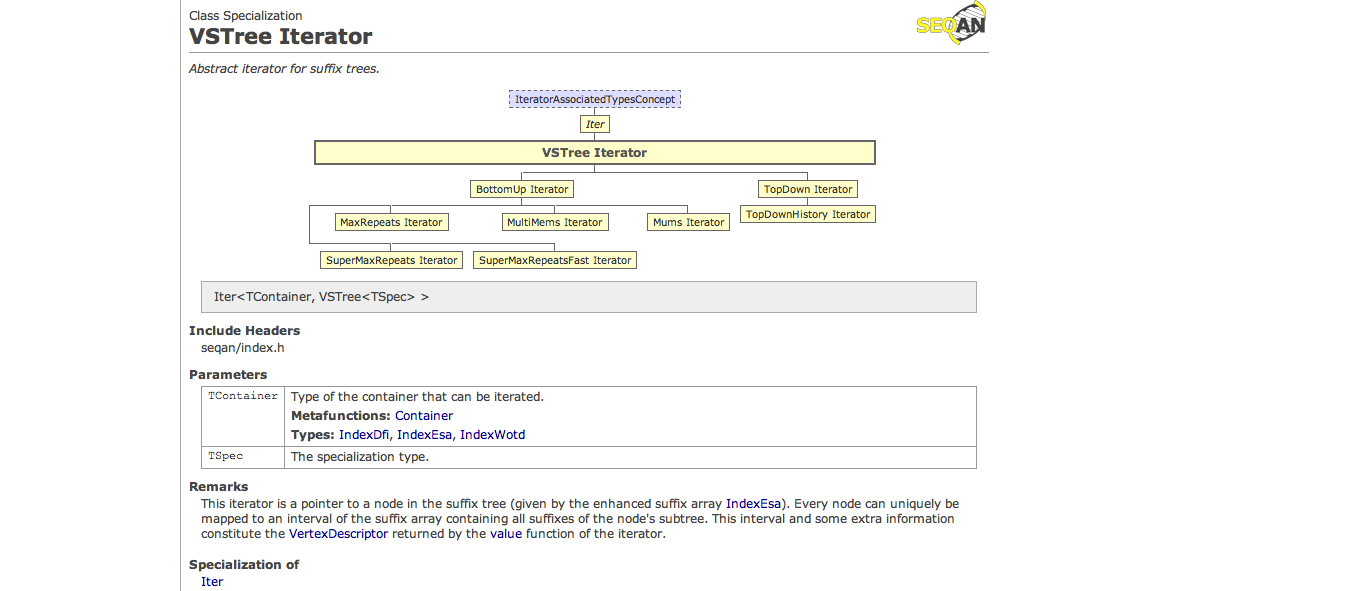 Class Specialization
VSTree Iterator
SEQAN
Abstract iterator for suffix trees.
IteratorAssociatedTypesConcept
Iter
VSTree Iterator
BottomUp Iterator
TopDown Iterator
MaxRepeats Iterator
MultiMems Iterator
Mums Iterator
TopDownHistory Iterator
SuperMaxRepeats Iterator
SuperMaxRepeatsFast Iterator
Iter<TContainer, VSTree<TSpec> >
Include Headers
seqan/index.h
Parameters
TContainer
Type of the container that can be iterated.
Metafunctions: Container
Types: IndexDfi, IndexEsa, IndexWotd
TSpec
The specialization type.
Remarks
This iterator is a pointer to a node in the suffix tree (given by the enhanced suffix array IndexEsa). Every node can uniquely be
mapped to an interval of the suffix array containing all suffixes of the node's subtree. This interval and some extra information
constitute the VertexDescriptor returned by the value function of the iterator.
Specialization of
Iter